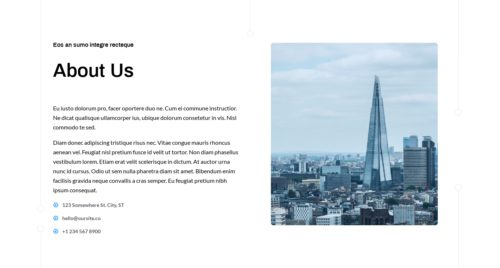 Eos an sumo integre recteque
About Us
Eu iusto dolorum pro, facer oportere duo ne. Cum ei commune instructior.
Ne dicat qualisque ullamcorper ius, ubique dolorum consetetur in vis. Nisl
commodo te sed.
Diam donec adipiscing tristique risus nec. Vitae congue mauris rhoncus
aenean vel. Feugiat nisl pretium fusce id velit ut tortor. Non diam phasellus
vestibulum lorem. Etiam erat velit scelerisque in dictum. At auctor urna
nunc id cursus. Odio ut sem nulla pharetra diam sit amet. Bibendum enim
facilisis gravida neque convallis a cras semper. Eu feugiat pretium nibh
ipsum consequat.
123 Somewhere St. City, ST
hello@oursite.co
+1 234 567 8900